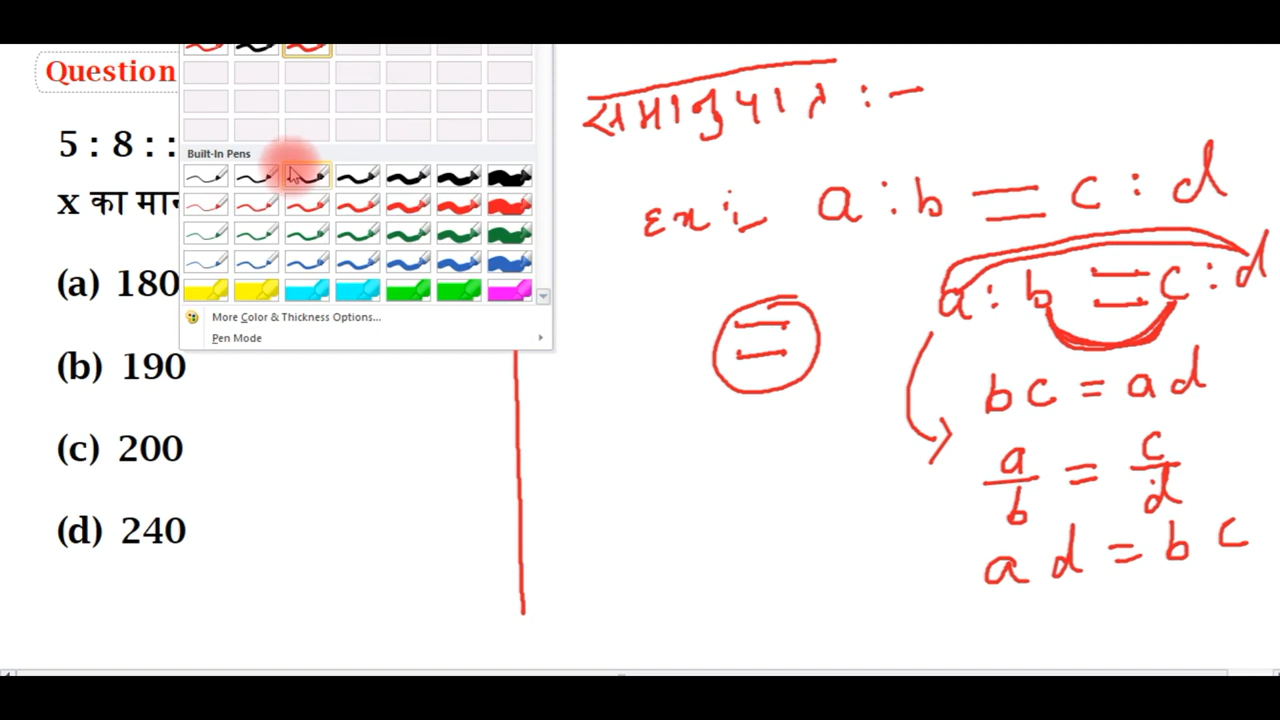 Question
5 : 8 : :
x का मान
(a) 180
(b) 190
(c) 200
(d) 240
Built-In Pens
More Color & Thickness Options...
Pen Mode
समानुपात :-
Ex:- a : b = c : d
a : b = c : d
=
bc = ad
a/b = c/d
ad = bc